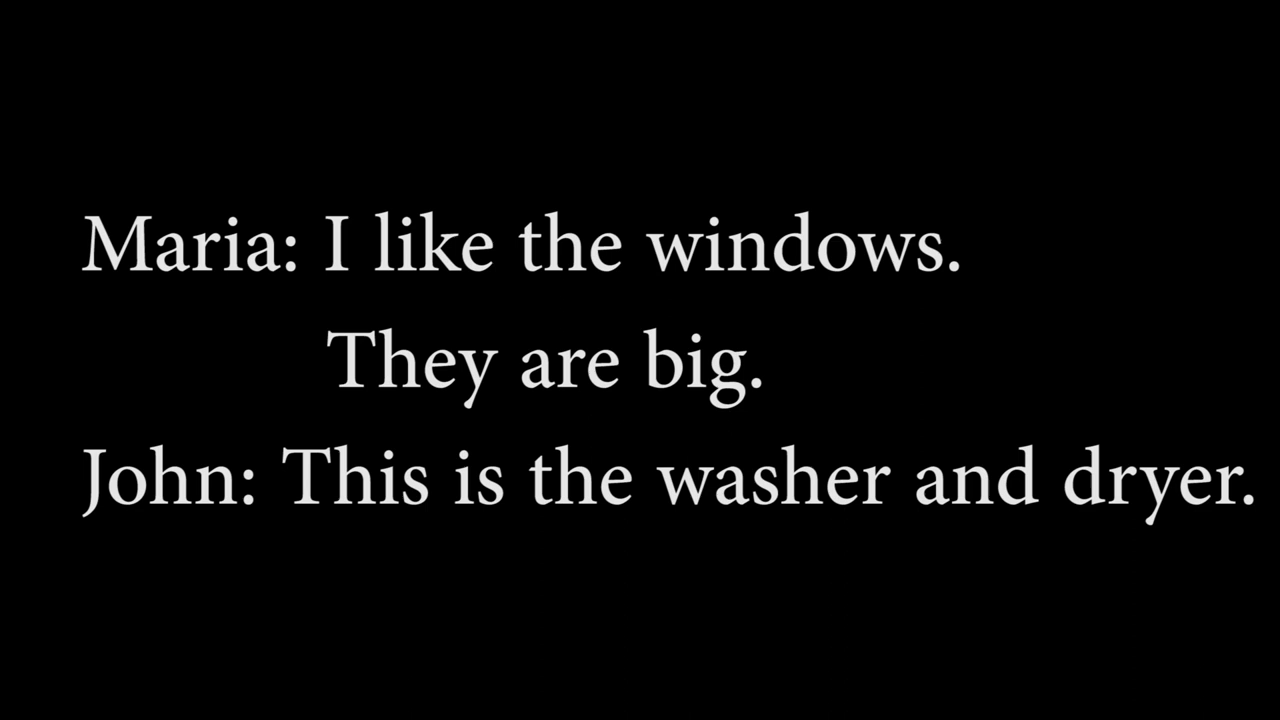 Maria: I like the windows.
They are big.
John: This is the washer and dryer.